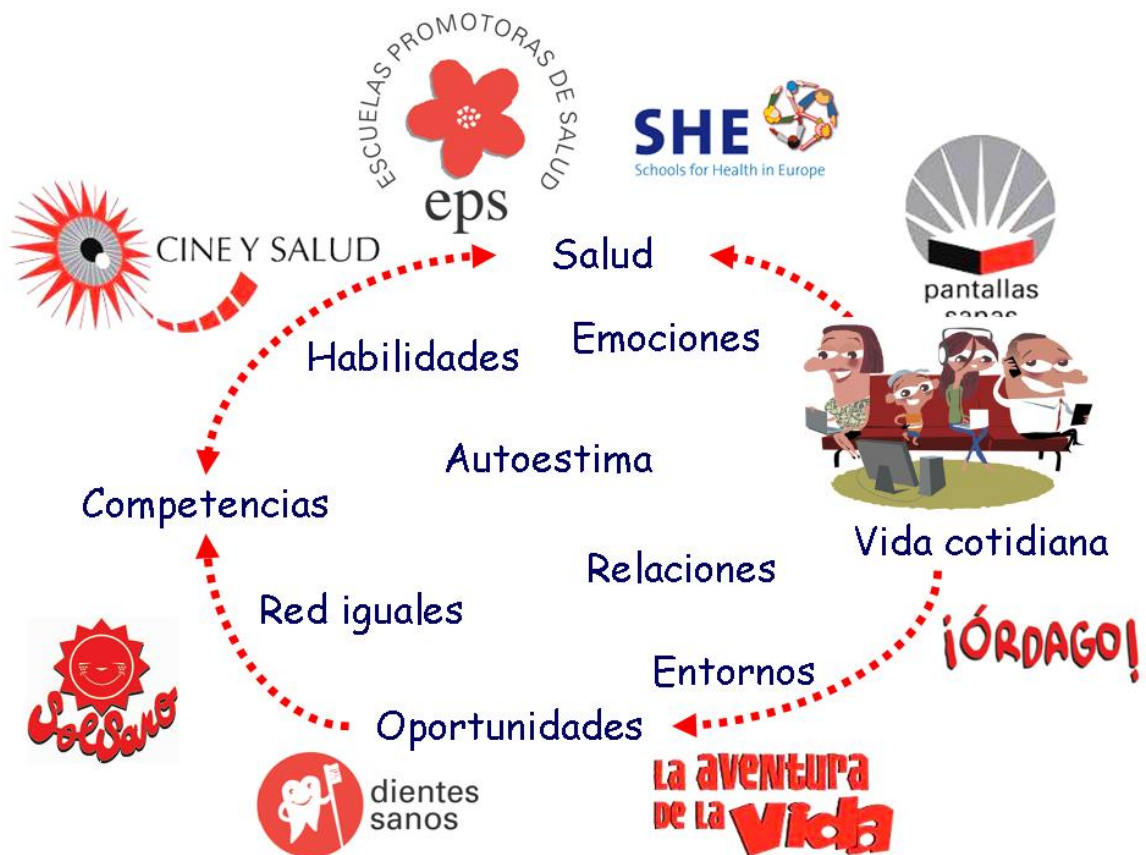 ESCUELAS PROMOTORAS DE SALUD
eps
SHE
Schools for Health in Europe
CINE Y SALUD
Salud
pantallas
sanas
Emociones
Habilidades
Autoestima
Competencias
Vida cotidiana
Relaciones
Red iguales
¡ÓRDAGO!
Entornos
SolSano
Oportunidades
dientes
sanos
La aventura
de la
vida